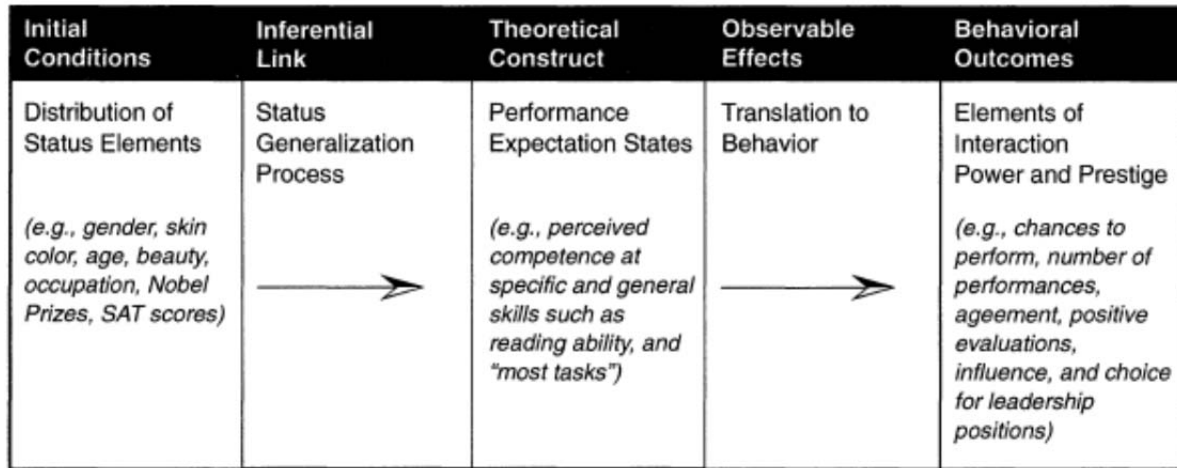 Initial
Conditions
Inferential
Link
Theoretical
Construct
Observable
Effects
Behavioral
Outcomes
Distribution of
Status Elements
(e.g., gender, skin
color, age, beauty,
occupation, Nobel
Prizes, SAT scores)
Status
Generalization
Process
Performance
Expectation States
(e.g., perceived
competence at
specific and general
skills such as
reading ability, and
“most tasks”)
Translation to
Behavior
Elements of
Interaction
Power and Prestige
(e.g., chances to
perform, number of
performances,
ageement, positive
evaluations,
influence, and choice
for leadership
positions)